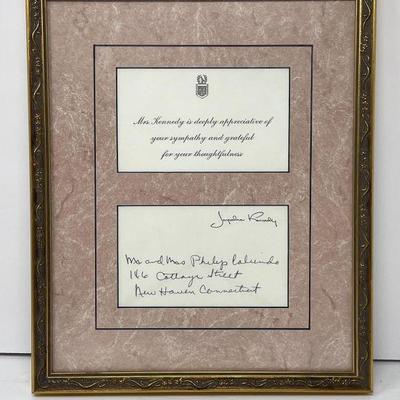 Mrs. Kennedy is deeply appreciative of
your sympathy and grateful
for your thoughtfulness
Jacqueline Kennedy
Mr and Mrs Philip
186 Cottage Street
New Haven Connecticut